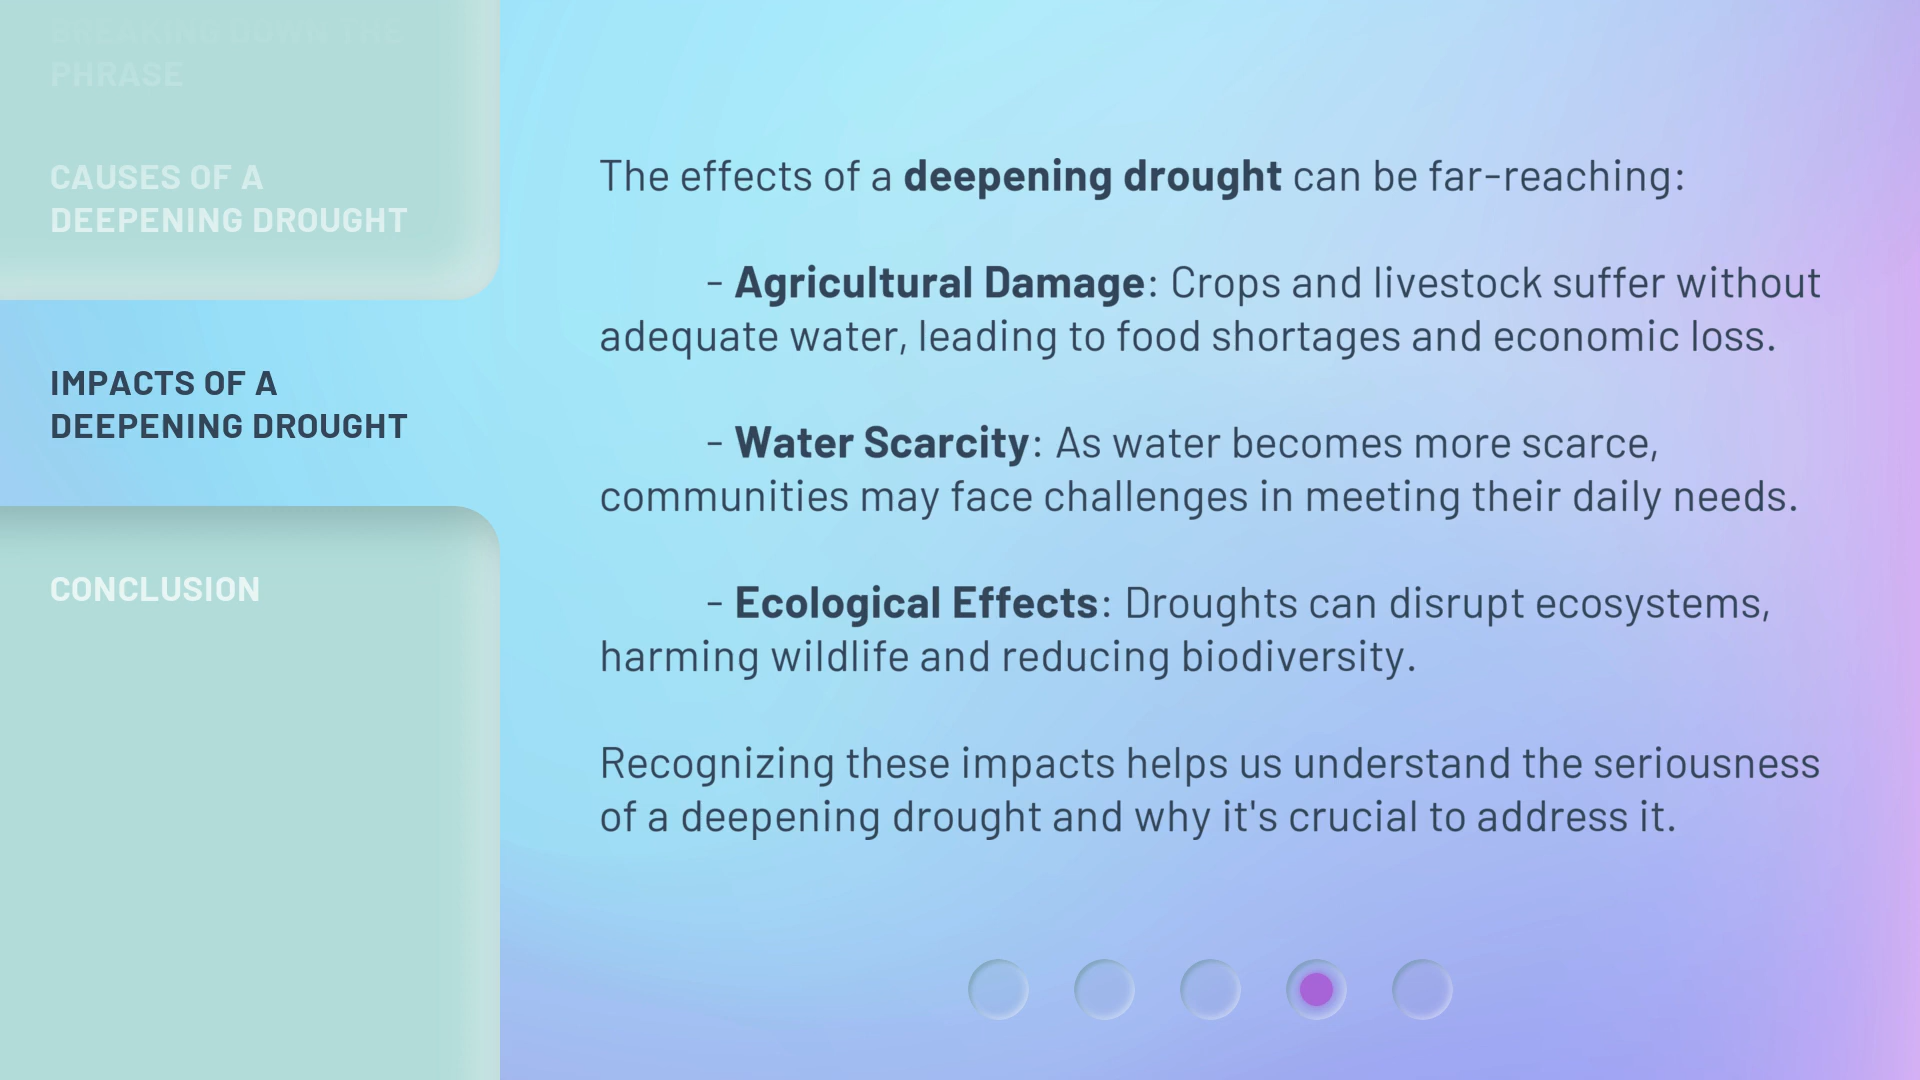 BREAKING DOWN THE
PHRASE
CAUSES OF A
DEEPENING DROUGHT
IMPACTS OF A
DEEPENING DROUGHT
CONCLUSION
The effects of a deepening drought can be far-reaching:
- Agricultural Damage: Crops and livestock suffer without
adequate water, leading to food shortages and economic loss.
- Water Scarcity: As water becomes more scarce,
communities may face challenges in meeting their daily needs.
- Ecological Effects: Droughts can disrupt ecosystems,
harming wildlife and reducing biodiversity.
Recognizing these impacts helps us understand the seriousness
of a deepening drought and why it's crucial to address it.